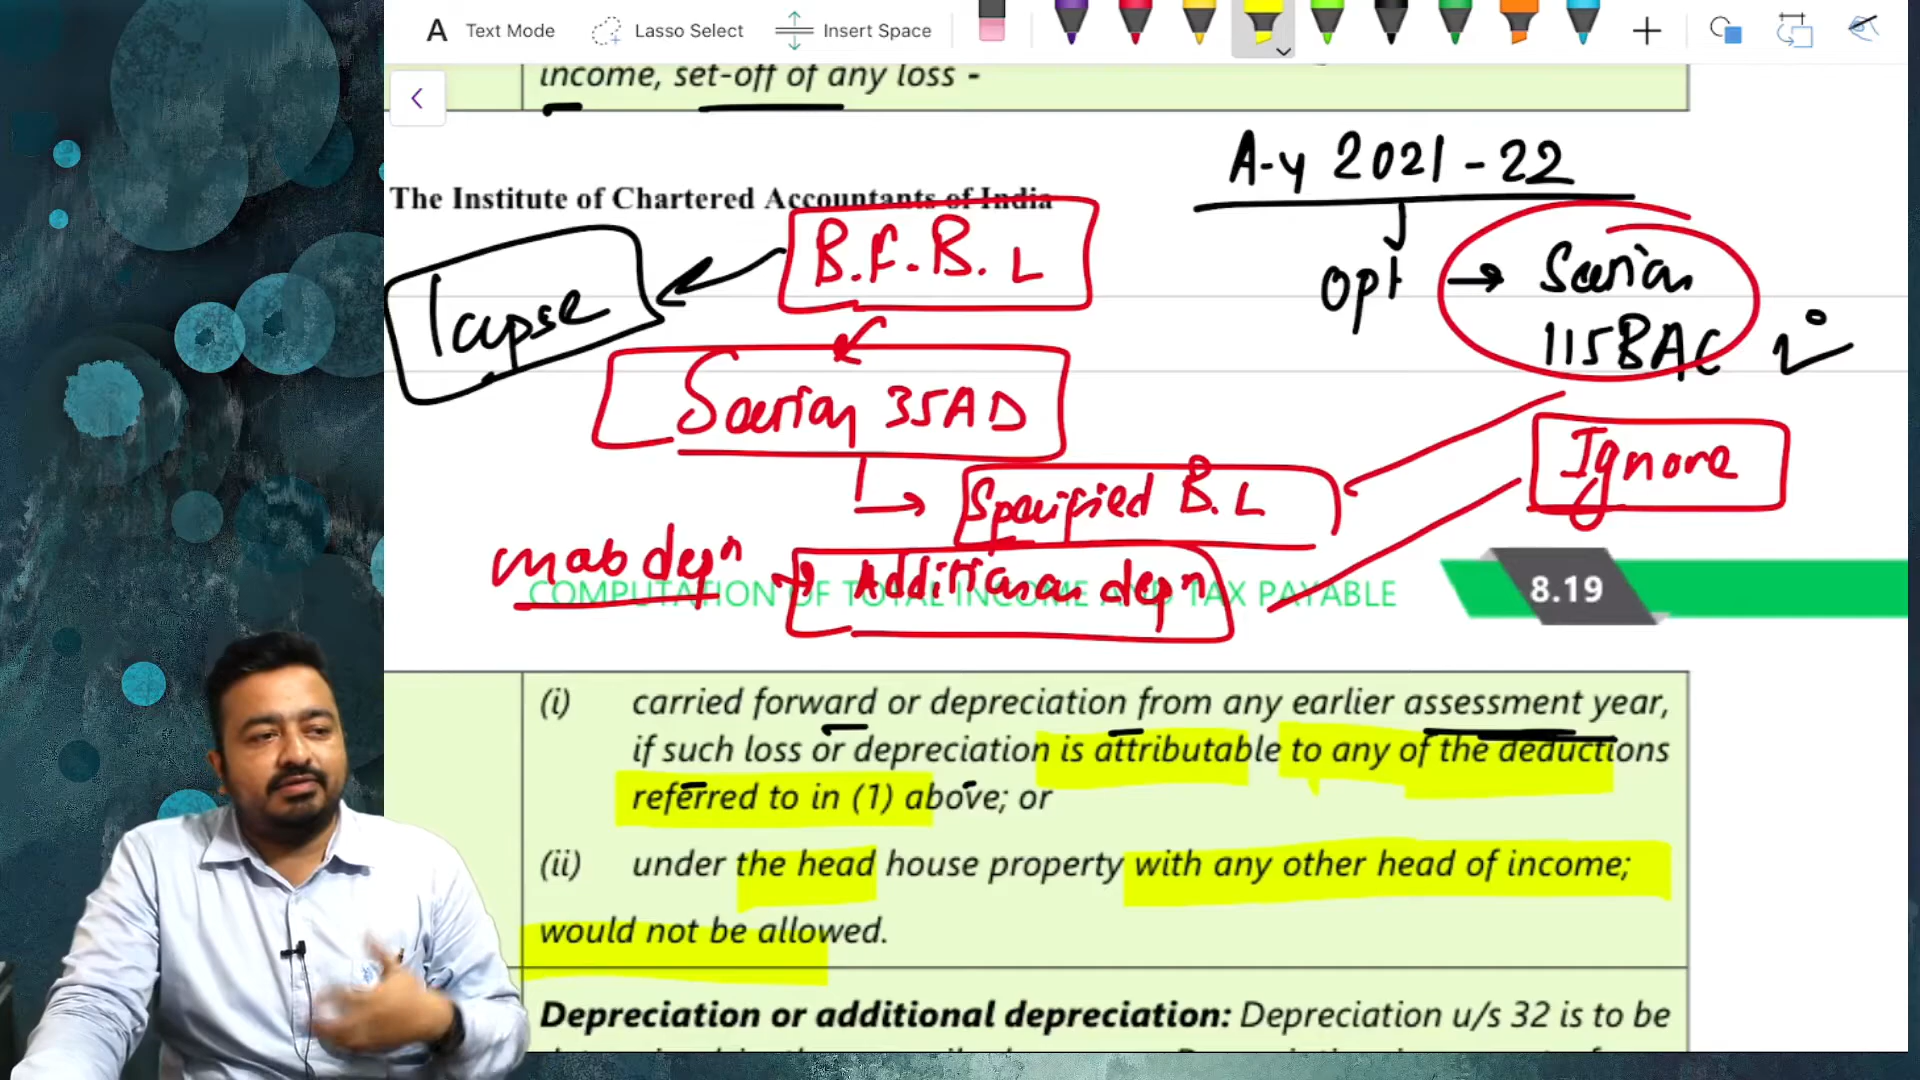 A Text Mode Lasso Select Insert Space
income, set-off of any loss -
A-y 2021-22
The Institute of Chartered Accountants of India
B.F.B.L
lapse
opt → Section
115BAC
Section 35AD
Ignore
Specified B.L
unab depn → Additional depn
COMPUTATION OF TOTAL INCOME AND TAX PAYABLE 8.19
(i) carried forward or depreciation from any earlier assessment year,
if such loss or depreciation is attributable to any of the deductions
referred to in (1) above; or
(ii) under the head house property with any other head of income;
would not be allowed.
Depreciation or additional depreciation: Depreciation u/s 32 is to be